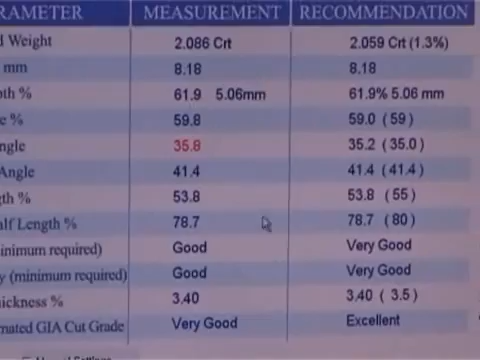 RAMETER MEASUREMENT RECOMMENDATION
d Weight 2.086 Crt 2.059 Crt (1.3%)
mm 8.18 8.18
pth % 61.9 5.06mm 61.9% 5.06 mm
e % 59.8 59.0 ( 59 )
ngle 35.8 35.2 ( 35.0 )
Angle 41.4 41.4 ( 41.4 )
gth % 53.8 53.8 ( 55 )
alf Length % 78.7 78.7 ( 80 )
inimum required) Good Very Good
y (minimum required) Good Very Good
hickness % 3.40 3.40 ( 3.5 )
mated GIA Cut Grade Very Good Excellent